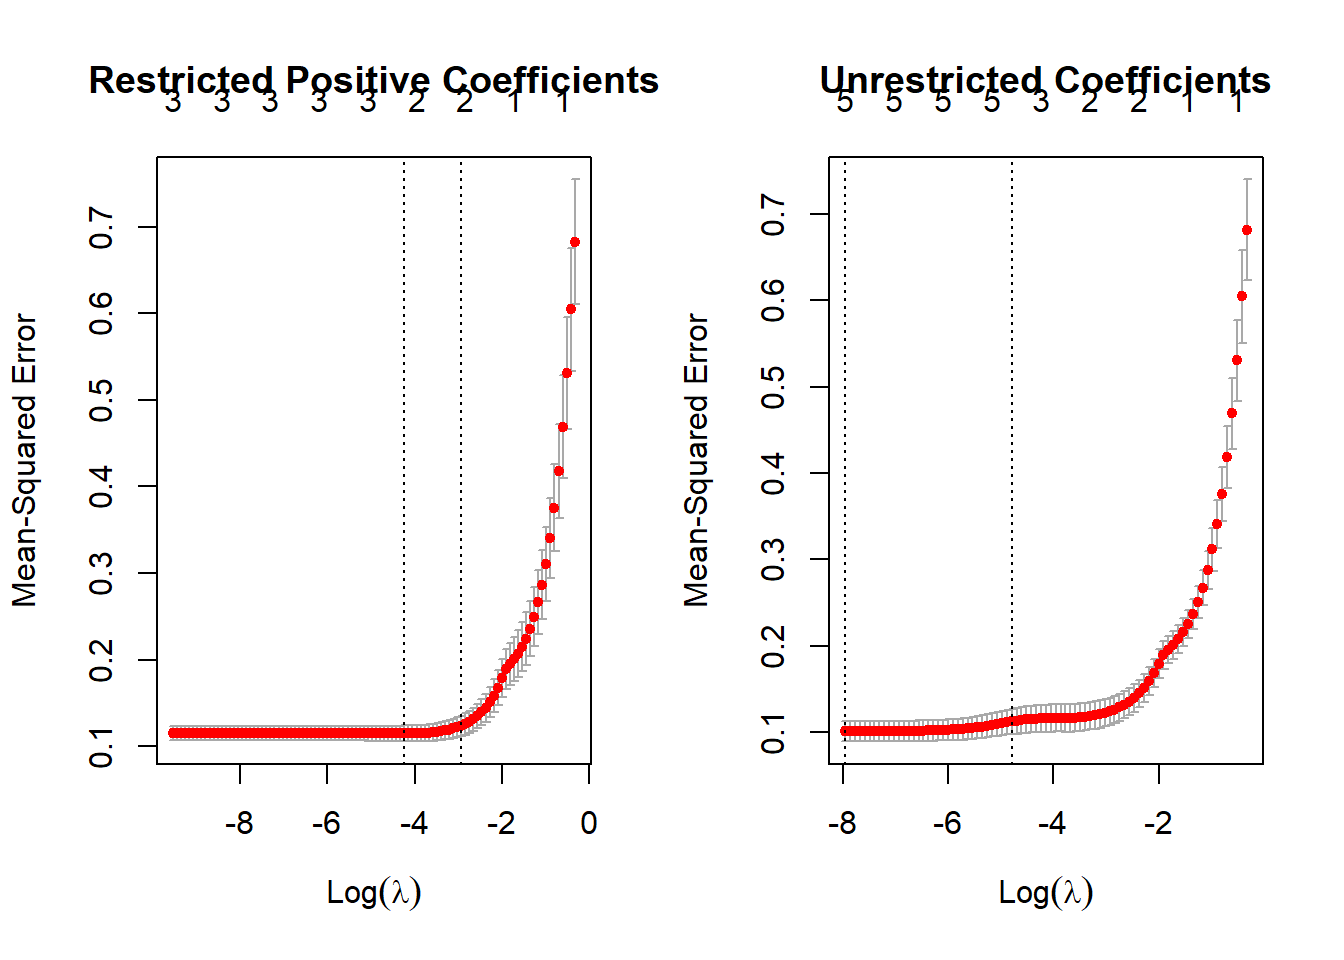 Restricted Positive Coefficients
3 3 3 3 3 2 2 1 1
Mean-Squared Error
0.7
0.6
0.5
0.4
0.3
0.2
0.1
-8 -6 -4 -2 0
Log(λ)
Unrestricted Coefficients
5 5 5 5 3 2 2 1 1
Mean-Squared Error
0.7
0.6
0.5
0.4
0.3
0.2
0.1
-8 -6 -4 -2
Log(λ)